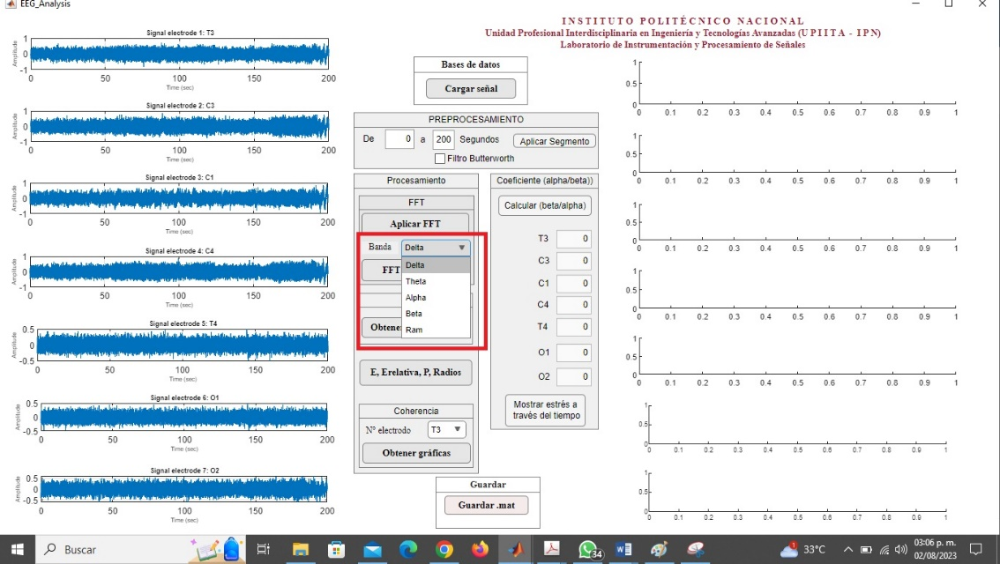 EEG_Analysis
INSTITUTO POLITÉCNICO NACIONAL
Unidad Profesional Interdisciplinaria en Ingeniería y Tecnologías Avanzadas (UPIITA - IPN)
Laboratorio de Instrumentación y Procesamiento de Señales
Signal electrode 1: T3
Amplitude
1
0
-1
0 50 100 150 200
Time (sec)
Signal electrode 2: C3
Amplitude
1
0
-1
0 50 100 150 200
Time (sec)
Signal electrode 3: C1
Amplitude
1
0
-1
0 50 100 150 200
Time (sec)
Signal electrode 4: C4
Amplitude
1
0
-1
0 50 100 150 200
Time (sec)
Signal electrode 5: T4
Amplitude
0.5
0
-0.5
0 50 100 150 200
Time (sec)
Signal electrode 6: O1
Amplitude
0.5
0
-0.5
0 50 100 150 200
Time (sec)
Signal electrode 7: O2
Amplitude
0.5
0
-0.5
0 50 100 150 200
Time (sec)
Bases de datos
Cargar señal
PREPROCESAMIENTO
De 0 a 200 Segundos Aplicar Segmento
Filtro Butterworth
Procesamiento
FFT
Aplicar FFT
Banda Delta
FFT
Delta
Theta
Alpha
Beta
Ram
Obtene
E, Erelativa, P, Radios
Coherencia
Nº electrodo T3
Obtener gráficas
Coeficiente (alpha/beta))
Calcular (beta/alpha)
T3 0
C3 0
C1 0
C4 0
T4 0
O1 0
O2 0
Mostrar estrés a
través del tiempo
Guardar
Guardar .mat
1
0.5
0
0 0.1 0.2 0.3 0.4 0.5 0.6 0.7 0.8 0.9 1
1
0.5
0
0 0.1 0.2 0.3 0.4 0.5 0.6 0.7 0.8 0.9 1
1
0.5
0
0 0.1 0.2 0.3 0.4 0.5 0.6 0.7 0.8 0.9 1
1
0.5
0
0 0.1 0.2 0.3 0.4 0.5 0.6 0.7 0.8 0.9 1
1
0.5
0
0 0.1 0.2 0.3 0.4 0.5 0.6 0.7 0.8 0.9 1
1
0.5
0
0 0.1 0.2 0.3 0.4 0.5 0.6 0.7 0.8 0.9 1
1
0.5
0
0 0.1 0.2 0.3 0.4 0.5 0.6 0.7 0.8 0.9 1
Buscar
34
33°C
03:06 p. m.
02/08/2023